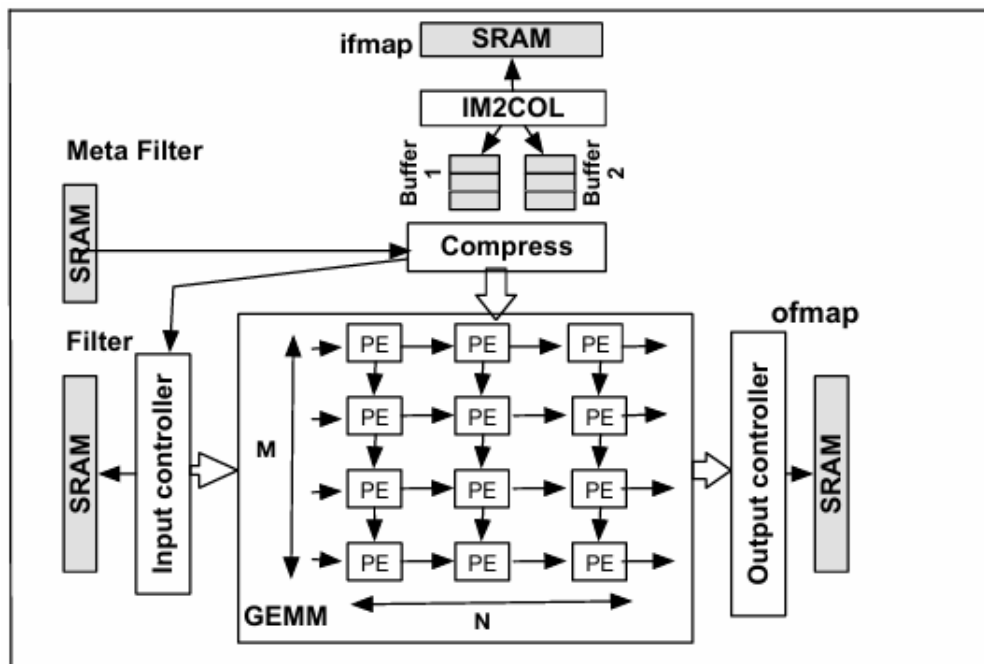 ifmap
SRAM
IM2COL
Meta Filter
Buffer 1
Buffer 2
SRAM
Compress
Filter
ofmap
PE PE PE
PE PE PE
M
PE PE PE
PE PE PE
SRAM
Input controller
Output controller
SRAM
GEMM
N